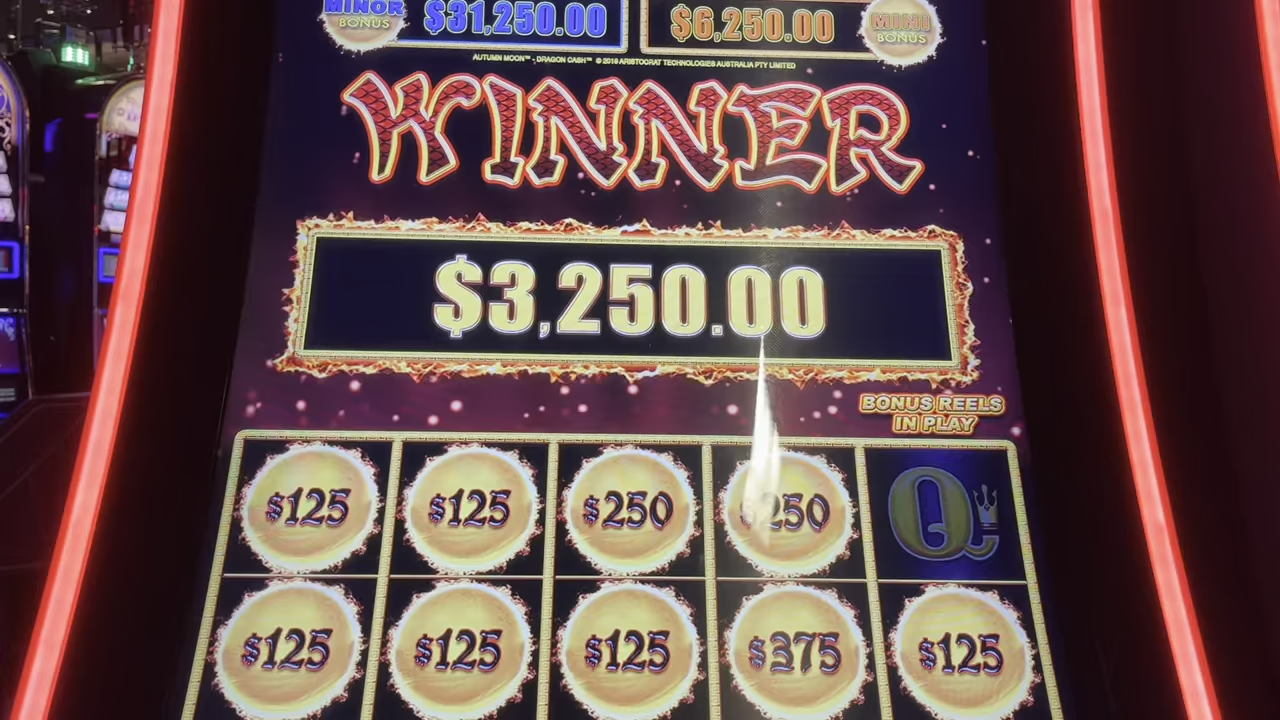 MINOR
BONUS
$31,250.00
$6,250.00
MINI
BONUS
AUTUMN MOON™ - DRAGON CASH™ © 2018 ARISTOCRAT TECHNOLOGIES AUSTRALIA PTY LIMITED
WINNER
$3,250.00
BONUS REELS
IN PLAY
$125 $125 $250 $250 Q
$125 $125 $125 $375 $125